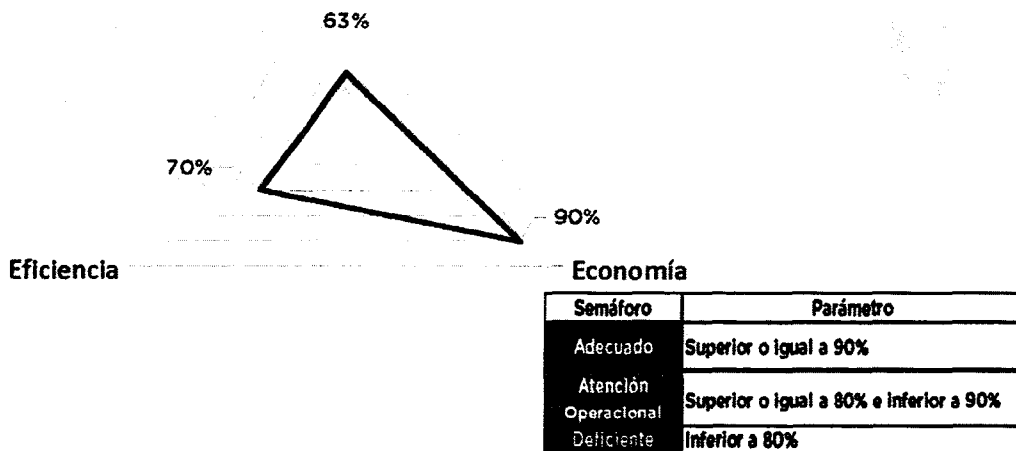 63%
70%
90%
Eficiencia
Economía
Semáforo Parámetro
Adecuado Superior o igual a 90%
Atención
Operacional
Superior o igual a 80% e inferior a 90%
Deficiente Inferior a 80%